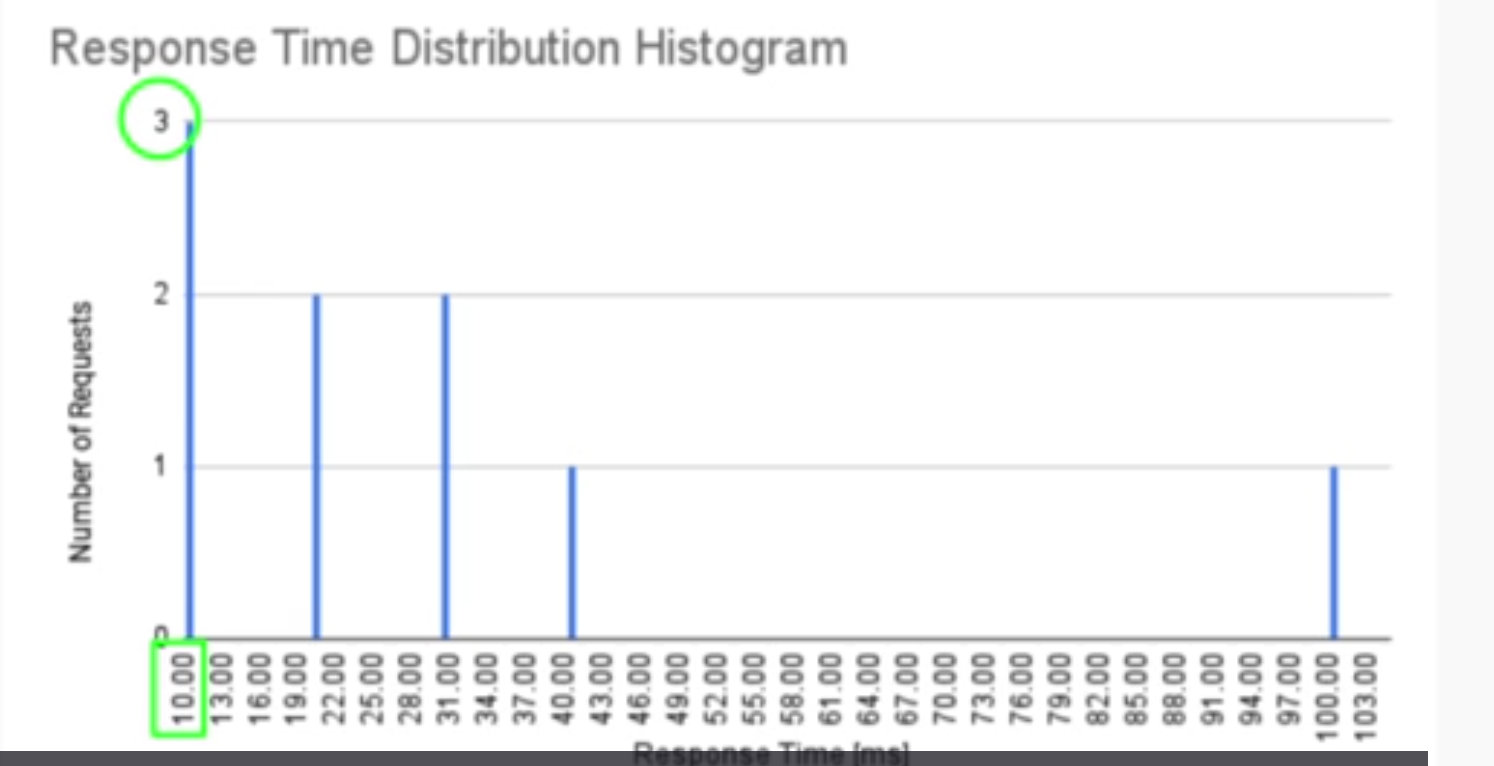 Response Time Distribution Histogram
3
2
1
0
Number of Requests
10.00 13.00 16.00 19.00 22.00 25.00 28.00 31.00 34.00 37.00 40.00 43.00 46.00 49.00 52.00 55.00 58.00 61.00 64.00 67.00 70.00 73.00 76.00 79.00 82.00 85.00 88.00 91.00 94.00 97.00 100.00 103.00
Response Time [ms]